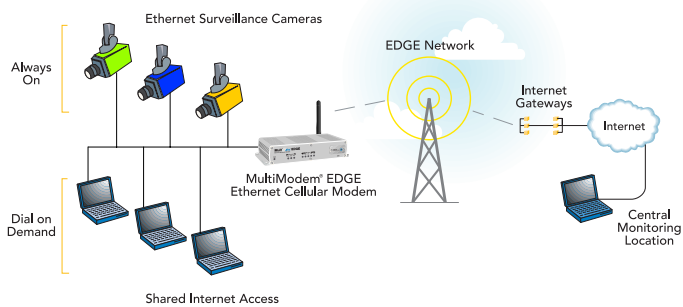 Ethernet Surveillance Cameras
Always
On
EDGE Network
Internet
Gateways
Internet
MultiModem® EDGE
Ethernet Cellular Modem
Dial on
Demand
Central
Monitoring
Location
Shared Internet Access